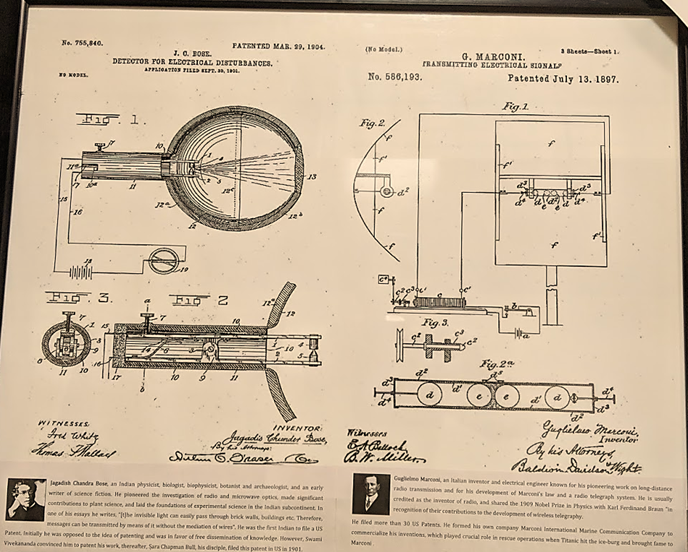 No. 755,840.
PATENTED MAR. 29, 1904.
J. C. BOSE.
DETECTOR FOR ELECTRICAL DISTURBANCES.
APPLICATION FILED SEPT. 30, 1901.
NO MODEL.
Fig 1.
Fig 3.
Fig 2
WITNESSES
Fred White
Thomas F. Wallace
INVENTOR:
Jagadis Chunder Bose,
By his Attorneys:
(No Model.)
2 Sheets—Sheet 1.
G. MARCONI.
TRANSMITTING ELECTRICAL SIGNALS
No. 586,193.
Patented July 13. 1897.
Fig.1.
Fig.2.
Fig.3.
Fig.2ª
Witnesses
B. W. Miller
Guglielmo Marconi,
Inventor
By his Attorneys,
Baldwin Davidson Wight.
Jagadish Chandra Bose, an Indian physicist, biologist, biophysicist, botanist and archaeologist, and an early
writer of science fiction. He pioneered the investigation of radio and microwave optics, made significant
contributions to plant science, and laid the foundations of experimental science in the Indian subcontinent. In
one of his essays he writes, "[t]he invisible light can easily pass through brick walls, buildings etc. Therefore,
messages can be transmitted by means of it without the mediation of wires". He was the first Indian to file a US
Patent. Initially he was opposed to the idea of patenting and was in favor of free dissemination of knowledge. However, Swami
Vivekananda convinced him to patent his work, thereafter, Sara Chapman Bull, his disciple, filed this patent in US in 1901.
Guglielmo Marconi, an Italian inventor and electrical engineer known for his pioneering work on long-distance
radio transmission and for his development of Marconi's law and a radio telegraph system. He is usually
credited as the inventor of radio, and shared the 1909 Nobel Prize in Physics with Karl Ferdinand Braun "in
recognition of their contributions to the development of wireless telegraphy.
He filed more than 30 US Patents. He formed his own company Marconi International Marine Communication Company to
commercialize his inventions, which played crucial role in rescue operations when Titanic hit the ice-burg and brought fame to
Marconi